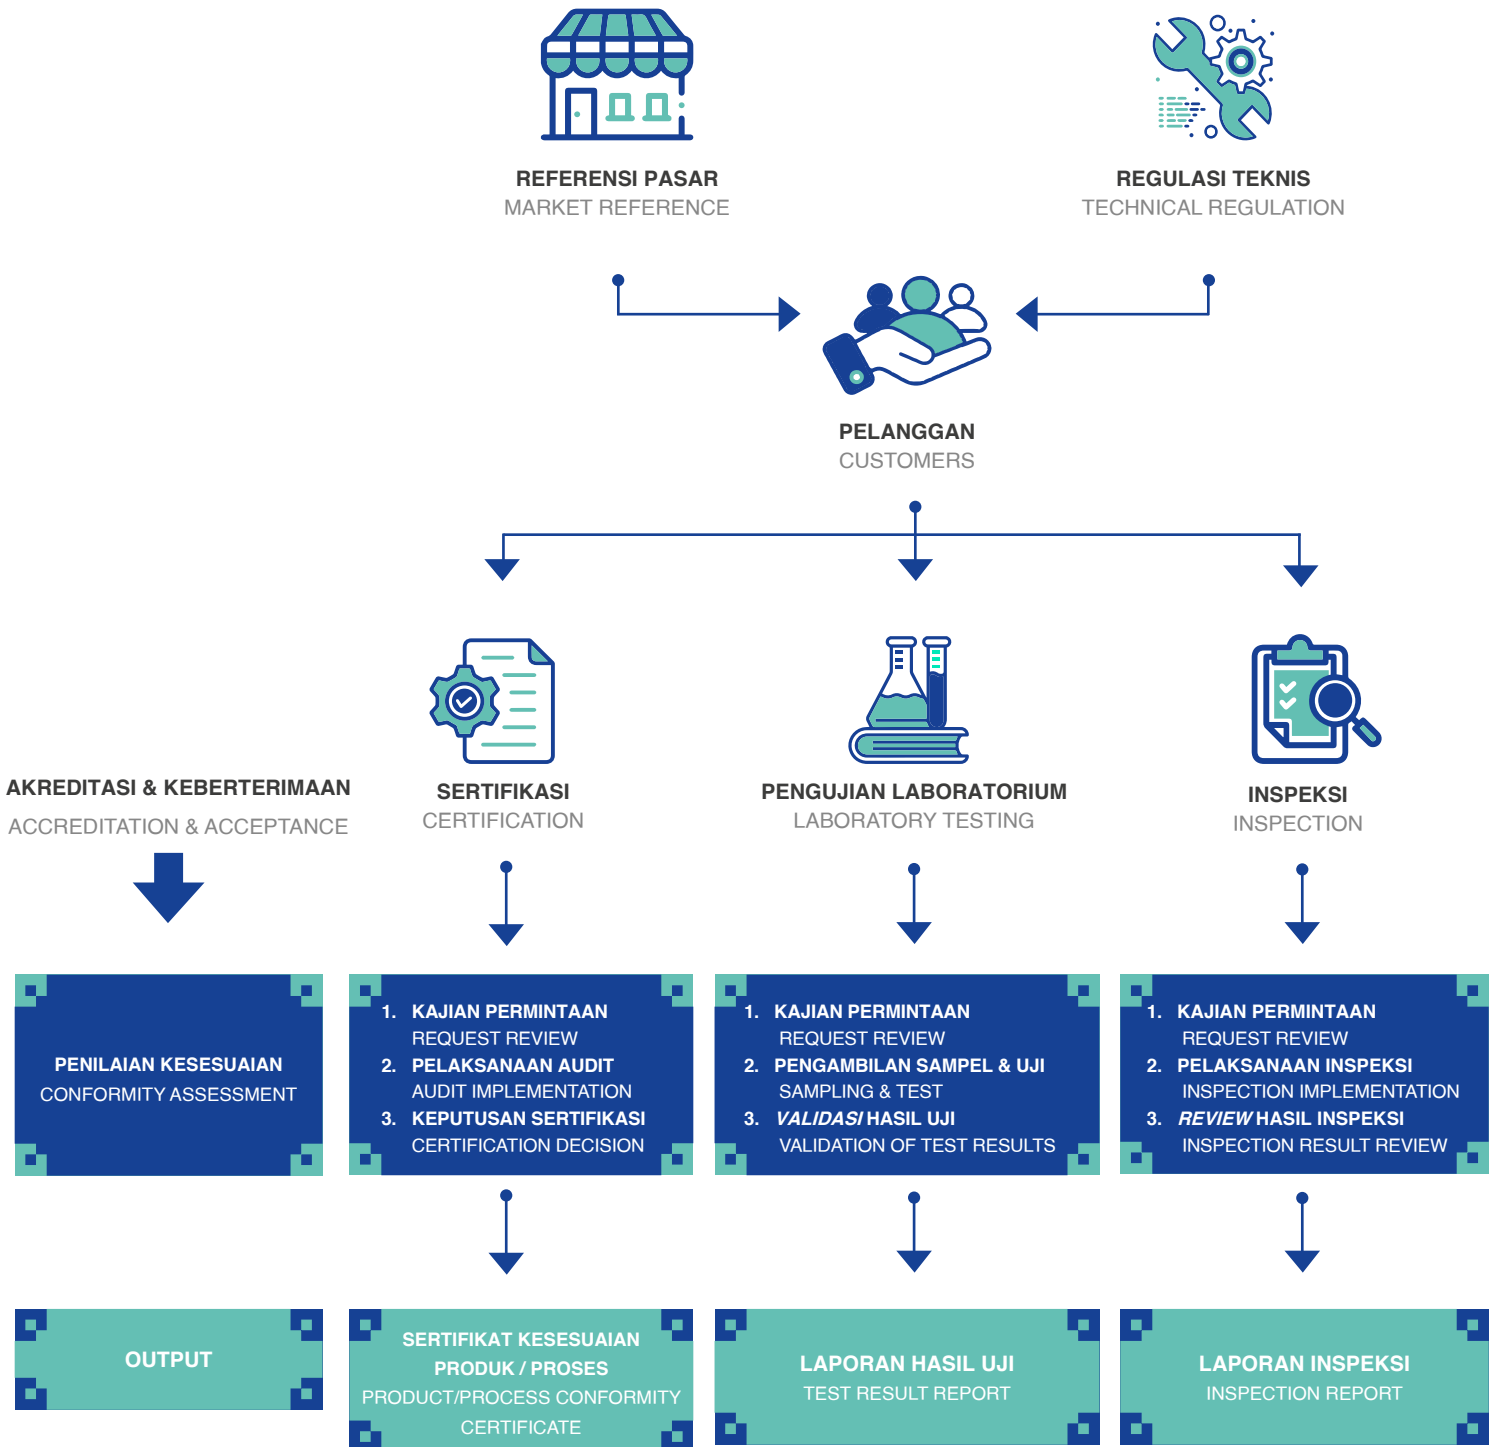 REFERENSI PASAR
MARKET REFERENCE
REGULASI TEKNIS
TECHNICAL REGULATION
PELANGGAN
CUSTOMERS
AKREDITASI & KEBERTERIMAAN
ACCREDITATION & ACCEPTANCE
SERTIFIKASI
CERTIFICATION
PENGUJIAN LABORATORIUM
LABORATORY TESTING
INSPEKSI
INSPECTION
PENILAIAN KESESUAIAN
CONFORMITY ASSESSMENT
1. KAJIAN PERMINTAAN
REQUEST REVIEW
2. PELAKSANAAN AUDIT
AUDIT IMPLEMENTATION
3. KEPUTUSAN SERTIFIKASI
CERTIFICATION DECISION
1. KAJIAN PERMINTAAN
REQUEST REVIEW
2. PENGAMBILAN SAMPEL & UJI
SAMPLING & TEST
3. VALIDASI HASIL UJI
VALIDATION OF TEST RESULTS
1. KAJIAN PERMINTAAN
REQUEST REVIEW
2. PELAKSANAAN INSPEKSI
INSPECTION IMPLEMENTATION
3. REVIEW HASIL INSPEKSI
INSPECTION RESULT REVIEW
OUTPUT
SERTIFIKAT KESESUAIAN
PRODUK / PROSES
PRODUCT/PROCESS CONFORMITY
CERTIFICATE
LAPORAN HASIL UJI
TEST RESULT REPORT
LAPORAN INSPEKSI
INSPECTION REPORT